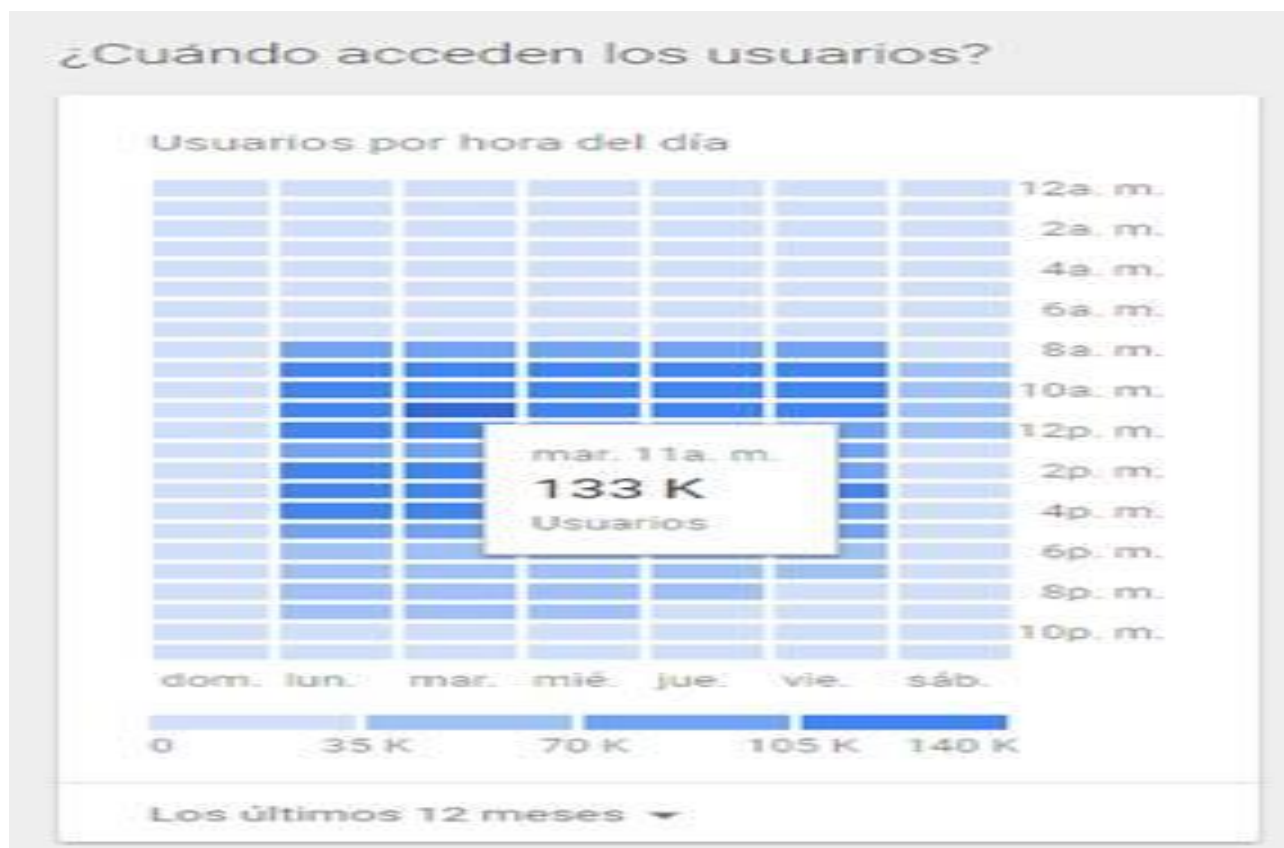 ¿Cuándo acceden los usuarios?
Usuarios por hora del día
12a. m.
2a. m.
4a. m.
6a. m.
8a. m.
10a. m.
12p. m.
2p. m.
4p. m.
6p. m.
8p. m.
10p. m.
mar. 11a. m.
133 K
Usuarios
dom. lun. mar. mié. jue. vie. sáb.
0 35 K 70 K 105 K 140 K
Los últimos 12 meses